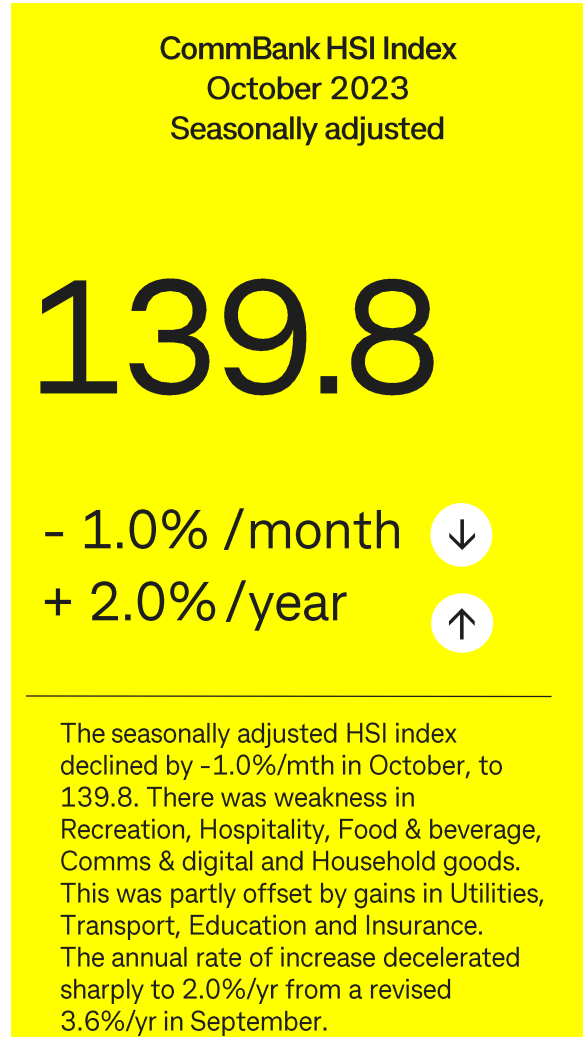 CommBank HSI Index
October 2023
Seasonally adjusted
139.8
- 1.0% /month
+ 2.0% /year
The seasonally adjusted HSI index
declined by -1.0%/mth in October, to
139.8. There was weakness in
Recreation, Hospitality, Food & beverage,
Comms & digital and Household goods.
This was partly offset by gains in Utilities,
Transport, Education and Insurance.
The annual rate of increase decelerated
sharply to 2.0%/yr from a revised
3.6%/yr in September.